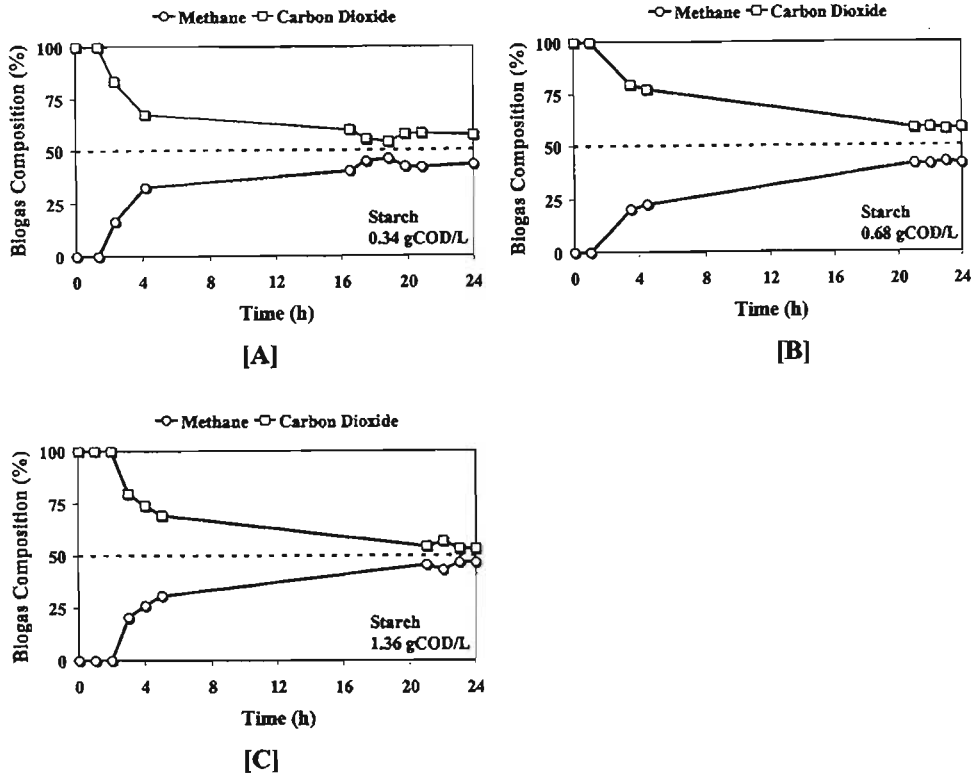 Methane Carbon Dioxide
Biogas Composition (%)
100
75
50
25
0
Starch
0.34 gCOD/L
0 4 8 12 16 20 24
Time (h)
[A]
Methane Carbon Dioxide
Biogas Composition (%)
100
75
50
25
0
Starch
0.68 gCOD/L
0 4 8 12 16 20 24
Time (h)
[B]
Methane Carbon Dioxide
Biogas Composition (%)
100
75
50
25
0
Starch
1.36 gCOD/L
0 4 8 12 16 20 24
Time (h)
[C]